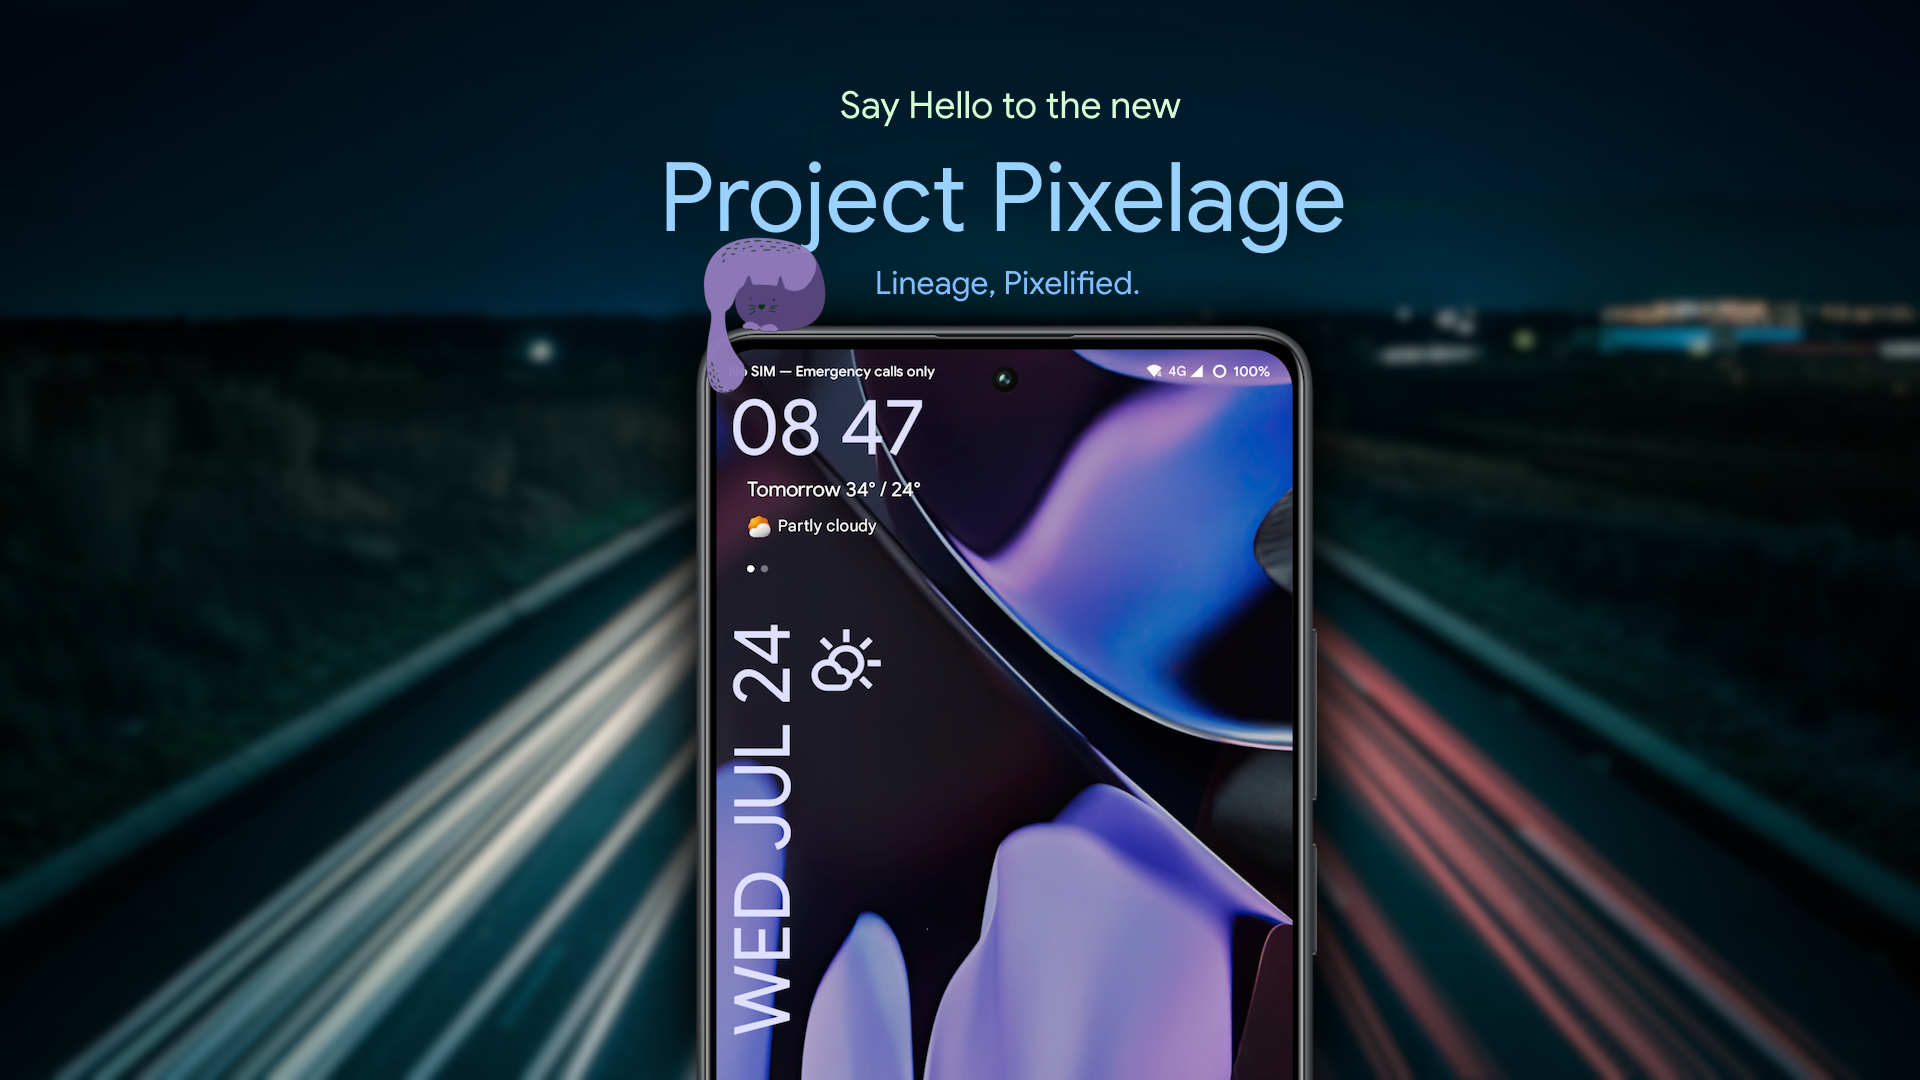 Say Hello to the new
Project Pixelage
Lineage, Pixelified.
No SIM — Emergency calls only
4G 100%
08 47
Tomorrow 34° / 24°
Partly cloudy
WED JUL 24